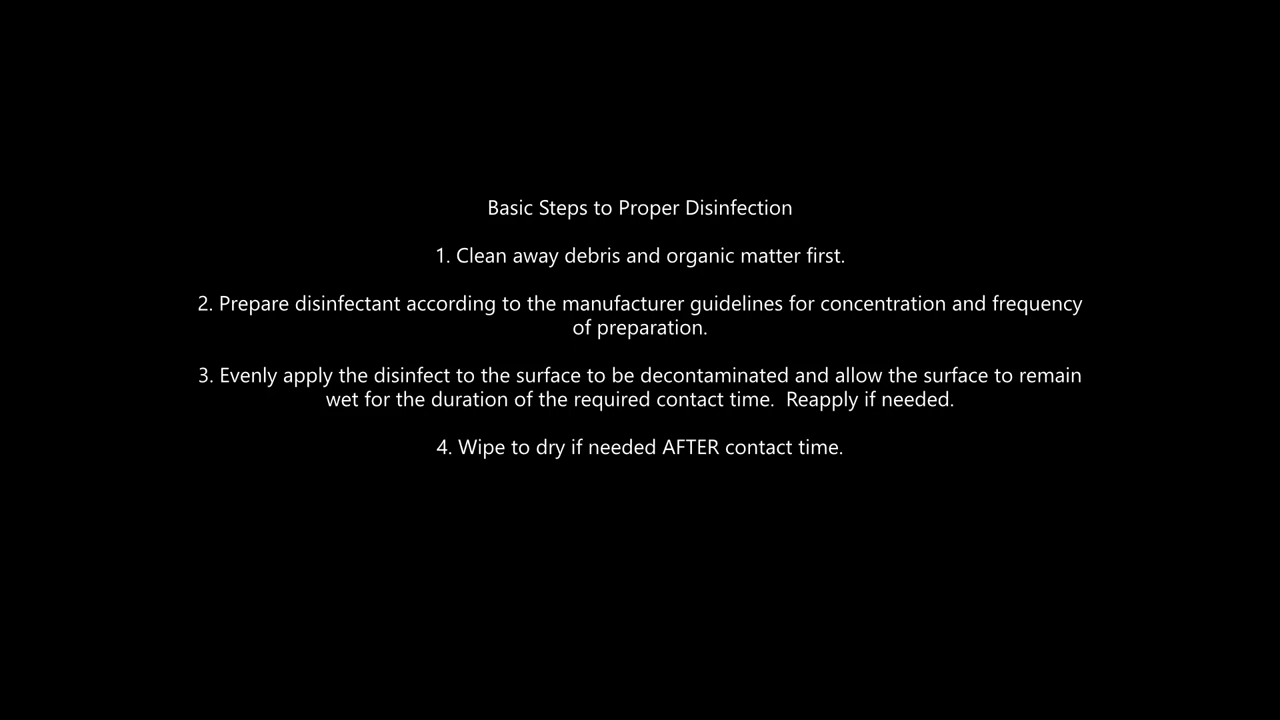 Basic Steps to Proper Disinfection
1. Clean away debris and organic matter first.
2. Prepare disinfectant according to the manufacturer guidelines for concentration and frequency
of preparation.
3. Evenly apply the disinfect to the surface to be decontaminated and allow the surface to remain
wet for the duration of the required contact time.  Reapply if needed.
4. Wipe to dry if needed AFTER contact time.